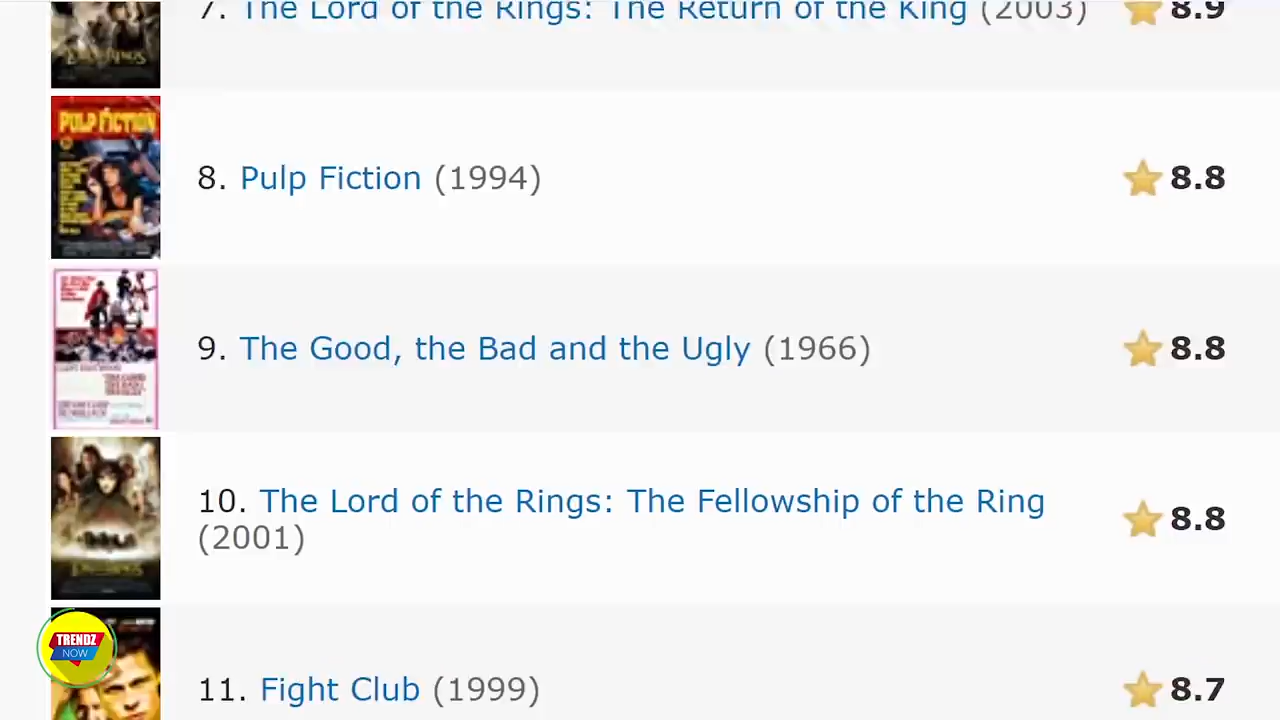 7. The Lord of the Rings: The Return of the King (2003) 8.9
PULP FICTION
8. Pulp Fiction (1994) 8.8
9. The Good, the Bad and the Ugly (1966) 8.8
10. The Lord of the Rings: The Fellowship of the Ring
(2001) 8.8
TRENDZ
NOW
11. Fight Club (1999) 8.7